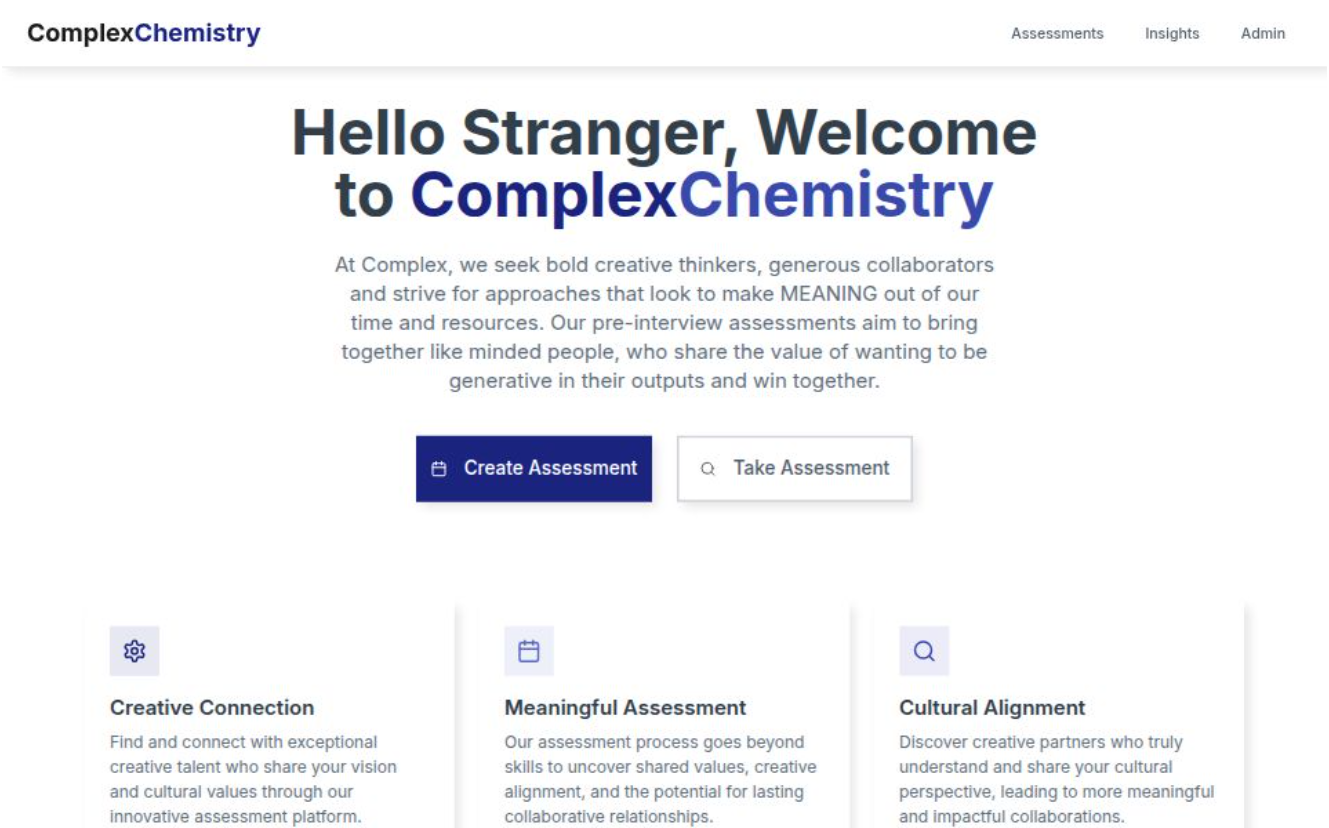 ComplexChemistry
Assessments Insights Admin
Hello Stranger, Welcome
to ComplexChemistry
At Complex, we seek bold creative thinkers, generous collaborators
and strive for approaches that look to make MEANING out of our
time and resources. Our pre-interview assessments aim to bring
together like minded people, who share the value of wanting to be
generative in their outputs and win together.
Create Assessment
Take Assessment
Creative Connection
Find and connect with exceptional
creative talent who share your vision
and cultural values through our
innovative assessment platform.
Meaningful Assessment
Our assessment process goes beyond
skills to uncover shared values, creative
alignment, and the potential for lasting
collaborative relationships.
Cultural Alignment
Discover creative partners who truly
understand and share your cultural
perspective, leading to more meaningful
and impactful collaborations.